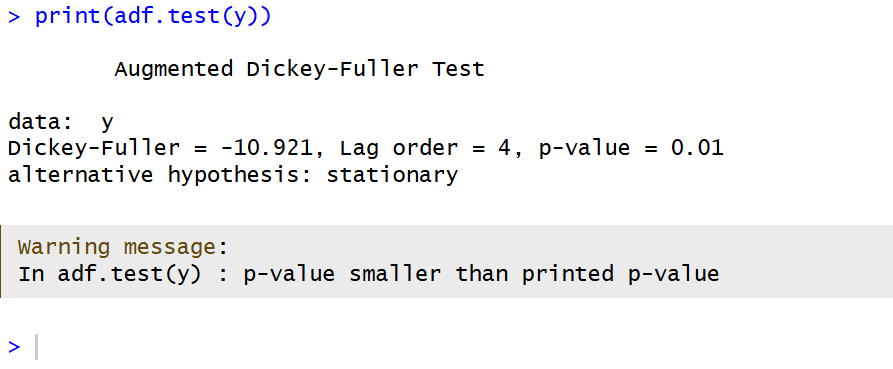 > print(adf.test(y))
Augmented Dickey-Fuller Test
data:  y
Dickey-Fuller = -10.921, Lag order = 4, p-value = 0.01
alternative hypothesis: stationary
Warning message:
In adf.test(y) : p-value smaller than printed p-value
>